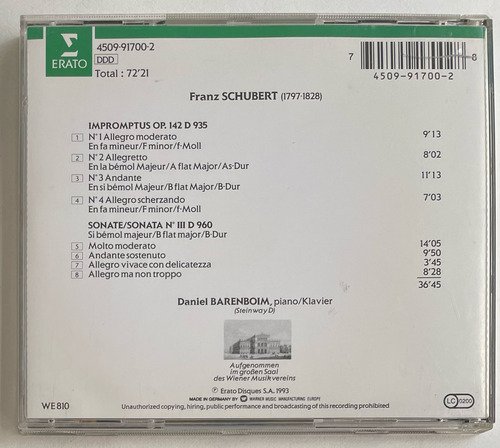 ERATO
4509-91700-2
DDD
Total : 72'21
7
8
4509-91700-2
Franz SCHUBERT (1797-1828)
IMPROMPTUS OP. 142 D 935
1 N° 1 Allegro moderato 9'13
En fa mineur/F minor/f-Moll
2 N° 2 Allegretto 8'02
En la bémol Majeur/A flat Major/As-Dur
3 N° 3 Andante 11'13
En si bémol Majeur/B flat Major/B-Dur
4 N° 4 Allegro scherzando 7'03
En fa mineur/F minor/f-Moll
SONATE/SONATA N° III D 960
Si bémol majeur/B flat major/B-Dur
5 Molto moderato 14'05
6 Andante sostenuto 9'50
7 Allegro vivace con delicatezza 3'45
8 Allegro ma non troppo 8'28
36'45
Daniel BARENBOIM, piano/Klavier
(Steinway D)
Aufgenommen
im großen Saal
des Wiener Musikvereins
℗ Erato Disques S.A. 1993
MADE IN GERMANY BY WARNER MUSIC MANUFACTURING EUROPE
WE 810
LC 0200
Unauthorized copying, hiring, public performance and broadcasting of this recording prohibited